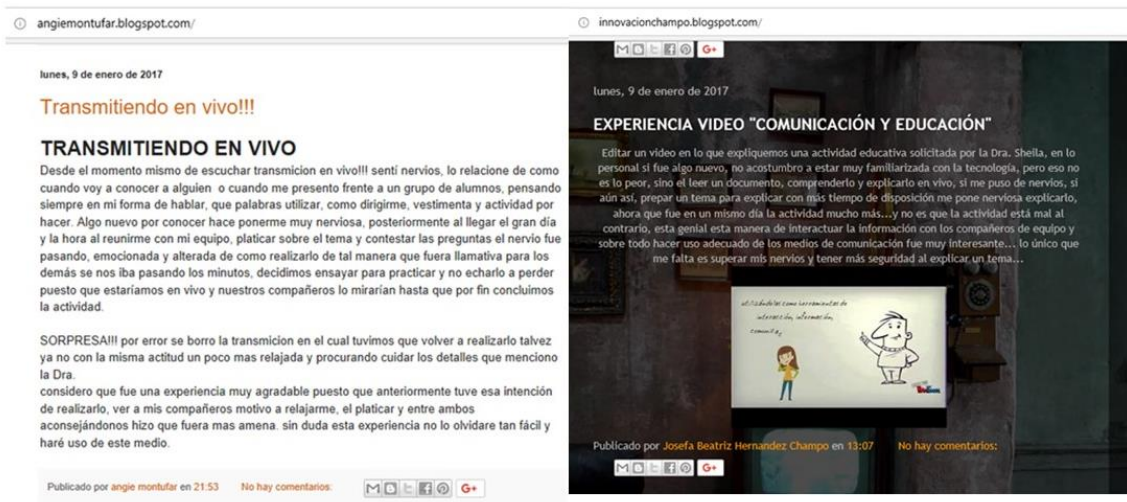 angiemontufar.blogspot.com/
lunes, 9 de enero de 2017
Transmitiendo en vivo!!!
TRANSMITIENDO EN VIVO
Desde el momento mismo de escuchar transmicion en vivo!!! sentí nervios, lo relacione de como
cuando voy a conocer a alguien o cuando me presento frente a un grupo de alumnos, pensando
siempre en mi forma de hablar, que palabras utilizar, como dirigirme, vestimenta y actividad por
hacer. Algo nuevo por conocer hace ponerme muy nerviosa, posteriormente al llegar el gran día
y la hora al reunirme con mi equipo, platicar sobre el tema y contestar las preguntas el nervio fue
pasando, emocionada y alterada de como realizarlo de tal manera que fuera llamativa para los
demás se nos iba pasando los minutos, decidimos ensayar para practicar y no echarlo a perder
puesto que estaríamos en vivo y nuestros compañeros lo mirarían hasta que por fin concluimos
la actividad.
SORPRESA!!! por error se borro la transmicion en el cual tuvimos que volver a realizarlo talvez
ya no con la misma actitud un poco mas relajada y procurando cuidar los detalles que menciono
la Dra.
considero que fue una experiencia muy agradable puesto que anteriormente tuve esa intención
de realizarlo, ver a mis compañeros motivo a relajarme, el platicar y entre ambos
aconsejándonos hizo que fuera mas amena. sin duda esta experiencia no lo olvidare tan fácil y
haré uso de este medio.
Publicado por angie montufar en 21:53 No hay comentarios:
G+
innovacionchampo.blogspot.com/
G+
lunes, 9 de enero de 2017
EXPERIENCIA VIDEO "COMUNICACIÓN Y EDUCACIÓN"
Editar un video en lo que expliquemos una actividad educativa solicitada por la Dra. Sheila, en lo
personal si fue algo nuevo, no acostumbro a estar muy familiarizada con la tecnología, pero eso no
es lo peor, sino el leer un documento, comprenderlo y explicarlo en vivo, si me puso de nervios, si
aún así, prepar un tema para explicar con más tiempo de disposición me pone nerviosa explicarlo,
ahora que fue en un mismo día la actividad mucho más...y no es que la actividad está mal al
contrario, esta genial esta manera de interactuar la información con los compañeros de equipo y
sobre todo hacer uso adecuado de los medios de comunicación fue muy interesante... lo único que
me falta es superar mis nervios y tener más seguridad al explicar un tema...
utilizándolas como herramientas de
interacción, información,
comunica,
Publicado por Josefa Beatriz Hernandez Champo en 13:07 No hay comentarios:
G+